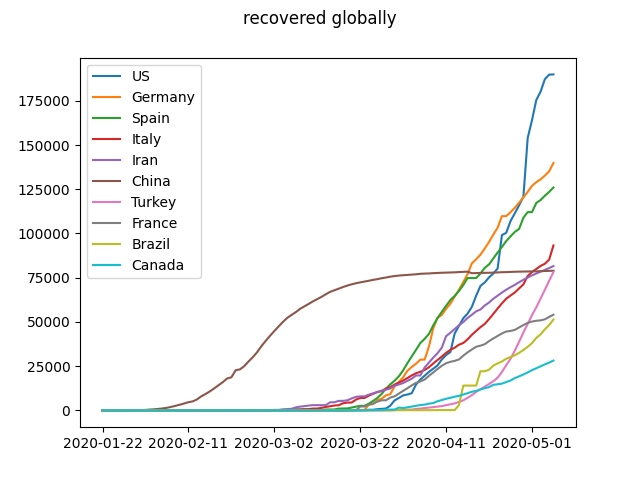 recovered globally
US
Germany
Spain
Italy
Iran
China
Turkey
France
Brazil
Canada
175000
150000
125000
100000
75000
50000
25000
0
2020-01-22 2020-02-11 2020-03-02 2020-03-22 2020-04-11 2020-05-01